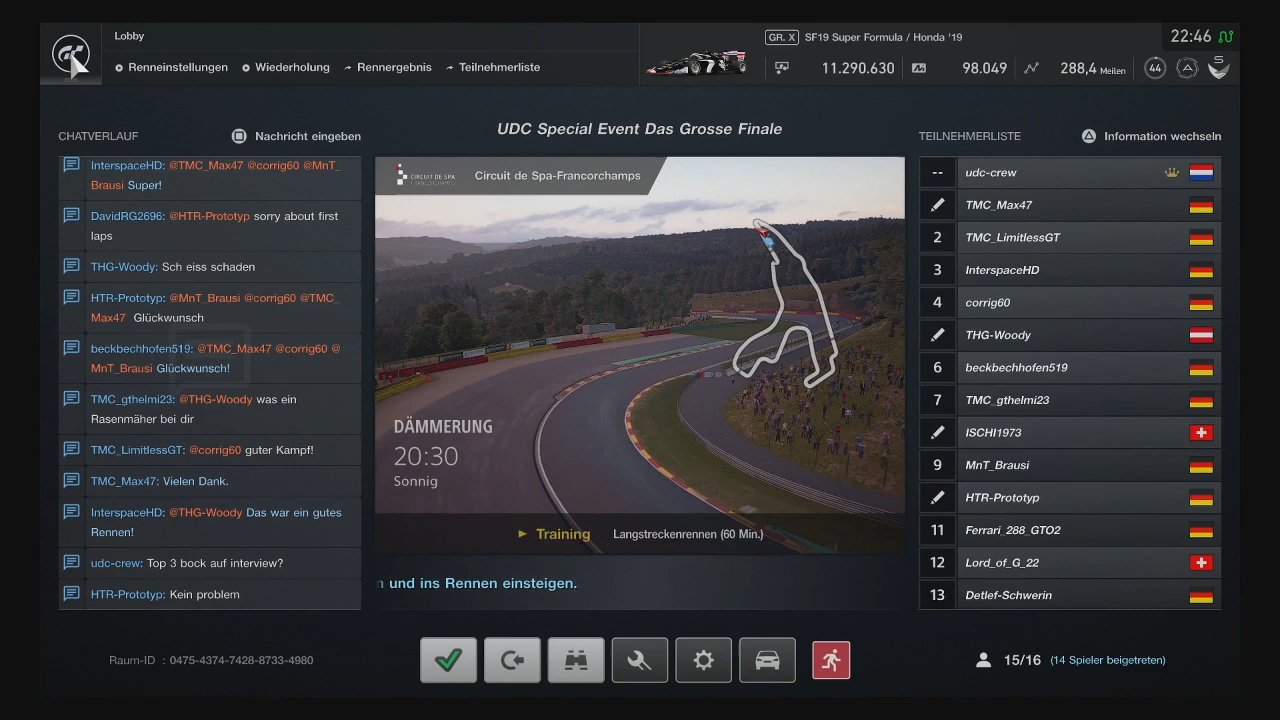 Lobby
GR. X SF19 Super Formula / Honda '19
22:46
Renneinstellungen Wiederholung Rennergebnis Teilnehmerliste
11.290.630 98.049 288,4 Meilen 44 S
CHATVERLAUF Nachricht eingeben
UDC Special Event Das Grosse Finale
TEILNEHMERLISTE Information wechseln
InterspaceHD: @TMC_Max47 @corrig60 @MnT_
Brausi Super!
DavidRG2696: @HTR-Prototyp sorry about first
laps
THG-Woody: Sch eiss schaden
HTR-Prototyp: @MnT_Brausi @corrig60 @TMC_
Max47 Glückwunsch
beckbechhofen519: @TMC_Max47 @corrig60 @
MnT_Brausi Glückwunsch!
TMC_gthelmi23: @THG-Woody was ein
Rasenmäher bei dir
TMC_LimitlessGT: @corrig60 guter Kampf!
TMC_Max47: Vielen Dank.
InterspaceHD: @THG-Woody Das war ein gutes
Rennen!
udc-crew: Top 3 bock auf interview?
HTR-Prototyp: Kein problem
CIRCUIT DE SPA
FRANCORCHAMPS
Circuit de Spa-Francorchamps
DÄMMERUNG
20:30
Sonnig
Training Langstreckenrennen (60 Min.)
n und ins Rennen einsteigen.
-- udc-crew
TMC_Max47
2 TMC_LimitlessGT
3 InterspaceHD
4 corrig60
THG-Woody
6 beckbechhofen519
7 TMC_gthelmi23
ISCHI1973
9 MnT_Brausi
HTR-Prototyp
11 Ferrari_288_GTO2
12 Lord_of_G_22
13 Detlef-Schwerin
Raum-ID : 0475-4374-7428-8733-4980
15/16 (14 Spieler beigetreten)